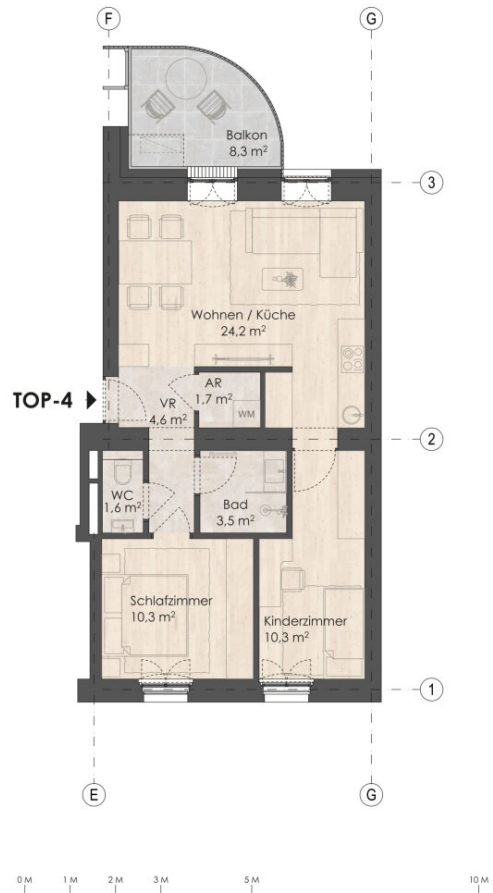 F
G
Balkon
8,3 m²
3
Wohnen / Küche
24,2 m²
TOP-4
AR
1,7 m²
VR
4,6 m²
WM
2
WC
1,6 m²
Bad
3,5 m²
Schlafzimmer
10,3 m²
Kinderzimmer
10,3 m²
1
E
G
0 M
1 M
2 M
3 M
5 M
10 M